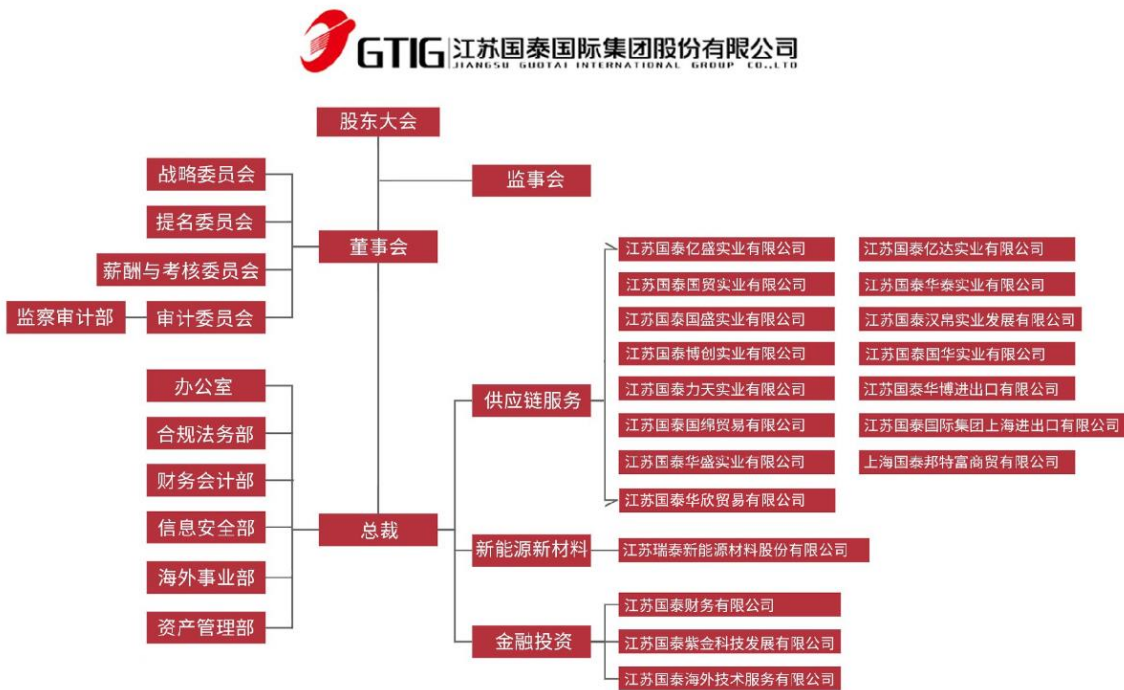 GTIG 江苏国泰国际集团股份有限公司
JIANGSU GUOTAI INTERNATIONAL GROUP CO.,LTD
股东大会
监事会
董事会
战略委员会
提名委员会
薪酬与考核委员会
监察审计部
审计委员会
办公室
合规法务部
财务会计部
信息安全部
海外事业部
资产管理部
总裁
供应链服务
江苏国泰亿盛实业有限公司
江苏国泰亿达实业有限公司
江苏国泰国贸实业有限公司
江苏国泰华泰实业有限公司
江苏国泰国盛实业有限公司
江苏国泰汉帛实业发展有限公司
江苏国泰博创实业有限公司
江苏国泰国华实业有限公司
江苏国泰力天实业有限公司
江苏国泰华博进出口有限公司
江苏国泰国绵贸易有限公司
江苏国泰国际集团上海进出口有限公司
江苏国泰华盛实业有限公司
上海国泰邦特富商贸有限公司
江苏国泰华欣贸易有限公司
新能源新材料
江苏瑞泰新能源材料股份有限公司
金融投资
江苏国泰财务有限公司
江苏国泰紫金科技发展有限公司
江苏国泰海外技术服务有限公司